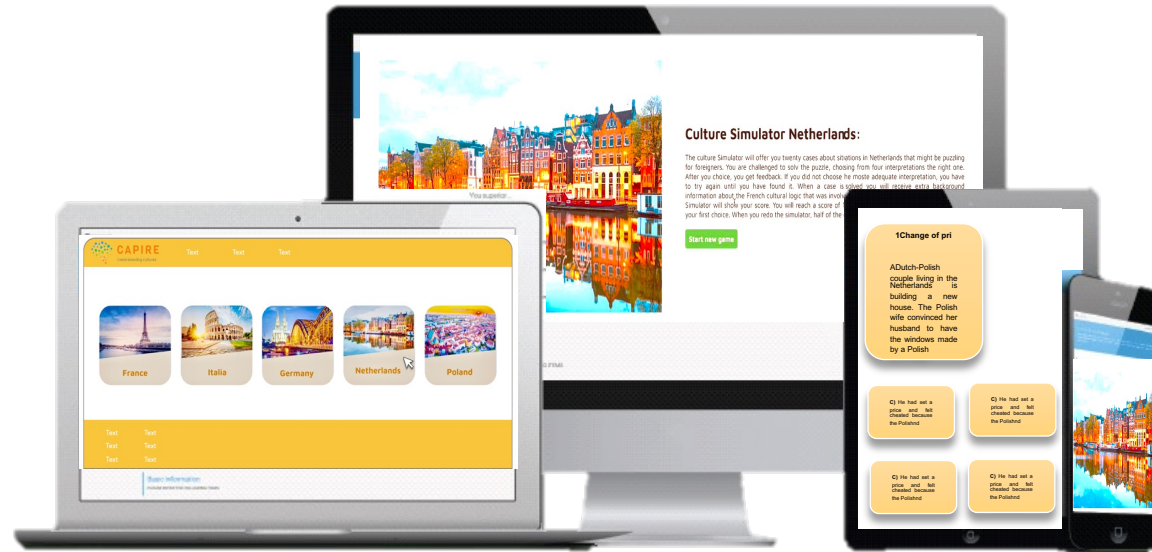 Culture Simulator Netherlands:
The culture Simulator will offer you twenty cases about sitiations in Netherlands that might be puzzling
for foreigners. You are challenged to solv the puzzle, chosing from four interpretations the right one.
After you choice, you get feedback. If you did not choose he moste adequate interpretation, you have
to try again until you have found it. When a case is solved you will receive extra background
information about the French cultural logic that was involv
Simulator will show your score. You will reach a score of
your first choice. When you redo the simulator, half of the
Start new game
You superior...
CAPIRE
Text Text Text
France
Italia
Germany
Netherlands
Poland
Text Text
Text Text
Text Text
Basic information
1Change of pri
ADutch-Polish
couple living in the
Netherlands is
building a new
house. The Polish
wife convinced her
husband to have
the windows made
by a Polish
C) He had set a
price and felt
cheated because
the Polishnd
C) He had set a
price and felt
cheated because
the Polishnd
C) He had set a
price and felt
cheated because
the Polishnd
C) He had set a
price and felt
cheated because
the Polishnd